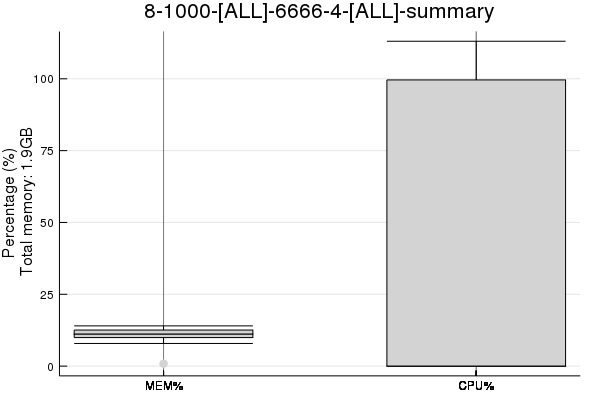 8-1000-[ALL]-6666-4-[ALL]-summary
Percentage (%)
Total memory: 1.9GB
100
75
50
25
0
MEM%
CPU%